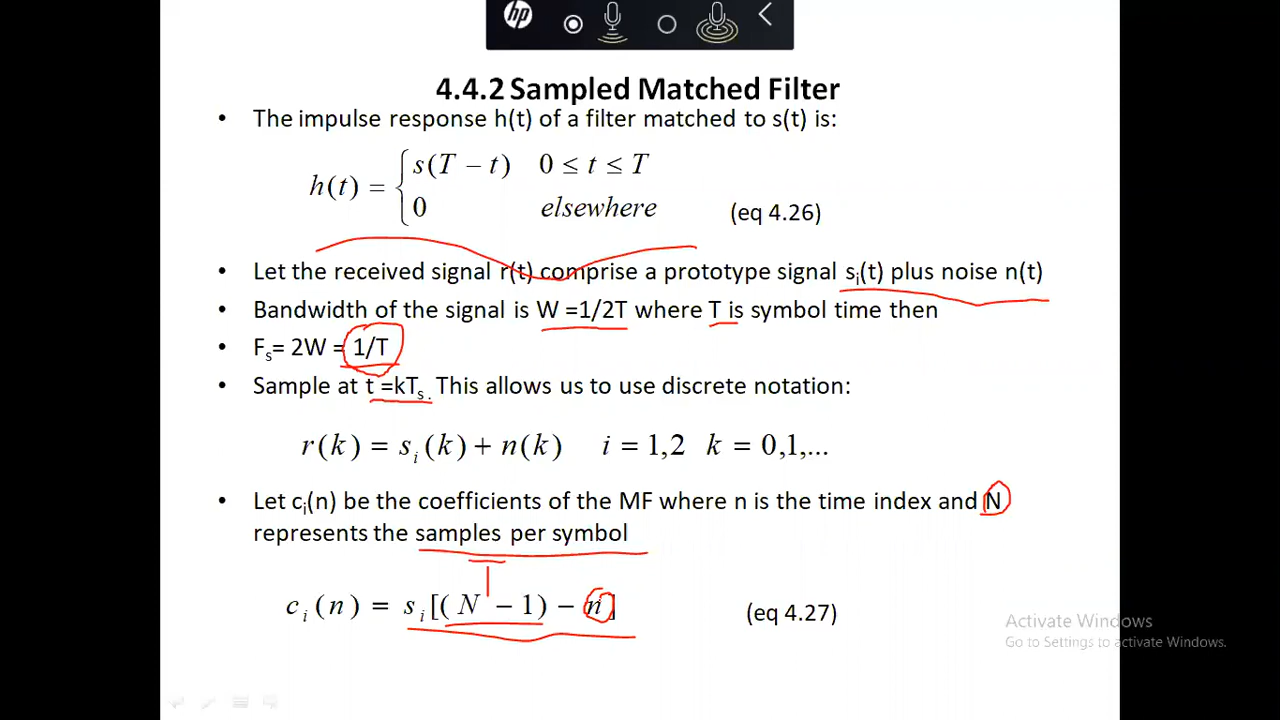 hp
4.4.2 Sampled Matched Filter
• The impulse response h(t) of a filter matched to s(t) is:
h(t) = { s(T − t) 0 ≤ t ≤ T
0 elsewhere (eq 4.26)
• Let the received signal r(t) comprise a prototype signal sᵢ(t) plus noise n(t)
• Bandwidth of the signal is W =1/2T where T is symbol time then
• Fₛ= 2W = 1/T
• Sample at t =kTₛ. This allows us to use discrete notation:
r(k) = sᵢ(k) + n(k) i = 1,2 k = 0,1,...
• Let cᵢ(n) be the coefficients of the MF where n is the time index and N
represents the samples per symbol
T
cᵢ(n) = sᵢ[(N − 1) − n] (eq 4.27)
Activate Windows
Go to Settings to activate Windows.